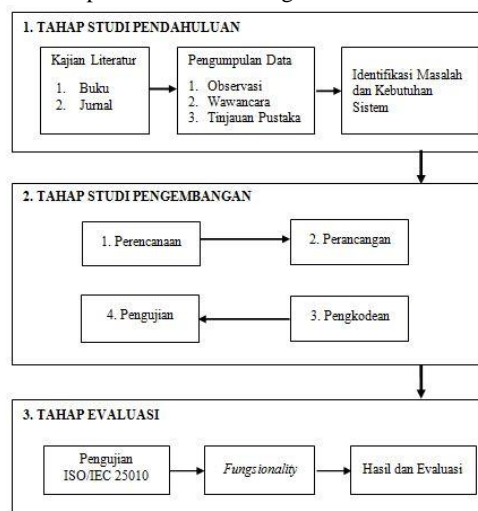 1. TAHAP STUDI PENDAHULUAN
Kajian Literatur
1. Buku
2. Jurnal
Pengumpulan Data
1. Observasi
2. Wawancara
3. Tinjauan Pustaka
Identifikasi Masalah
dan Kebutuhan
Sistem
2. TAHAP STUDI PENGEMBANGAN
1. Perencanaan
2. Perancangan
4. Pengujian
3. Pengkodean
3. TAHAP EVALUASI
Pengujian
ISO/IEC 25010
Fungsionality
Hasil dan Evaluasi